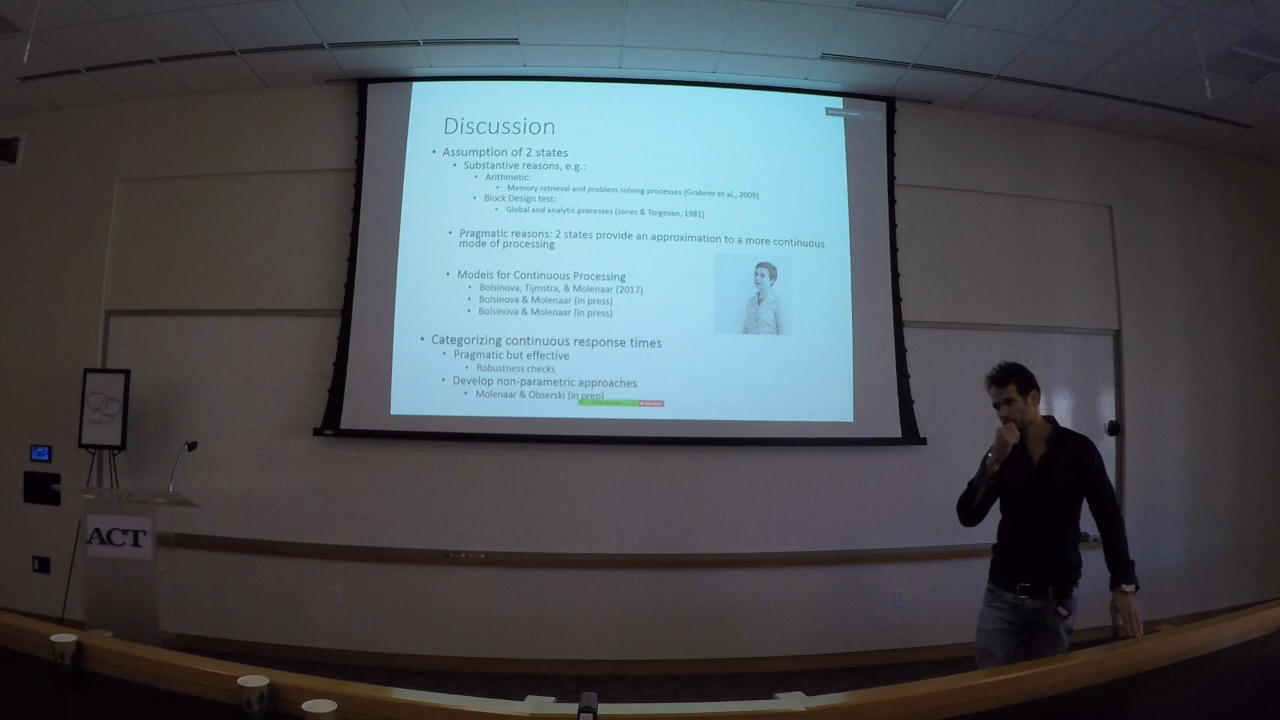 Discussion
• Assumption of 2 states
• Substantive reasons, e.g.:
• Arithmetic:
• Memory retrieval and problem solving processes (Grabner et al., 2009)
• Block Design test:
• Global and analytic processes (Jones & Torgesen, 1981)
• Pragmatic reasons: 2 states provide an approximation to a more continuous
mode of processing
• Models for Continuous Processing
• Bolsinova, Tijmstra, & Molenaar (2017)
• Bolsinova & Molenaar (in press)
• Bolsinova & Molenaar (in press)
• Categorizing continuous response times
• Pragmatic but effective
• Robustness checks
• Develop non-parametric approaches
• Molenaar & Obserski (in prep)
ACT